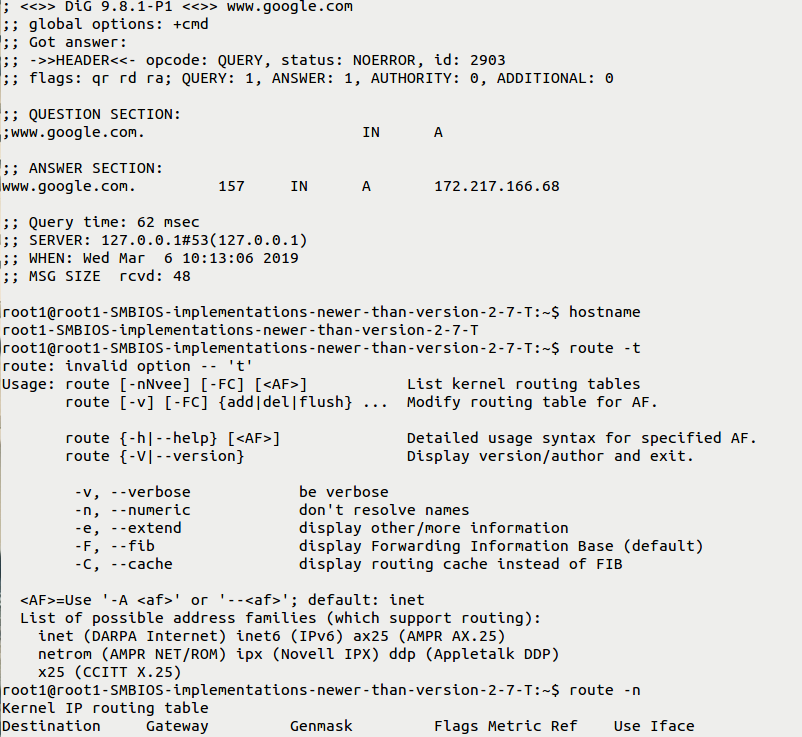 ; <<>> DiG 9.8.1-P1 <<>> www.google.com
;; global options: +cmd
;; Got answer:
;; ->>HEADER<<- opcode: QUERY, status: NOERROR, id: 2903
;; flags: qr rd ra; QUERY: 1, ANSWER: 1, AUTHORITY: 0, ADDITIONAL: 0
;; QUESTION SECTION:
;www.google.com. IN A
;; ANSWER SECTION:
www.google.com. 157 IN A 172.217.166.68
;; Query time: 62 msec
;; SERVER: 127.0.0.1#53(127.0.0.1)
;; WHEN: Wed Mar  6 10:13:06 2019
;; MSG SIZE  rcvd: 48
root1@root1-SMBIOS-implementations-newer-than-version-2-7-T:~$ hostname
root1-SMBIOS-implementations-newer-than-version-2-7-T
root1@root1-SMBIOS-implementations-newer-than-version-2-7-T:~$ route -t
route: invalid option -- 't'
Usage: route [-nNvee] [-FC] [<AF>]           List kernel routing tables
       route [-v] [-FC] {add|del|flush} ...  Modify routing table for AF.
       route {-h|--help} [<AF>]              Detailed usage syntax for specified AF.
       route {-V|--version}                  Display version/author and exit.
        -v, --verbose            be verbose
        -n, --numeric            don't resolve names
        -e, --extend             display other/more information
        -F, --fib                display Forwarding Information Base (default)
        -C, --cache              display routing cache instead of FIB
  <AF>=Use '-A <af>' or '--<af>'; default: inet
  List of possible address families (which support routing):
    inet (DARPA Internet) inet6 (IPv6) ax25 (AMPR AX.25)
    netrom (AMPR NET/ROM) ipx (Novell IPX) ddp (Appletalk DDP)
    x25 (CCITT X.25)
root1@root1-SMBIOS-implementations-newer-than-version-2-7-T:~$ route -n
Kernel IP routing table
Destination     Gateway         Genmask         Flags Metric Ref    Use Iface